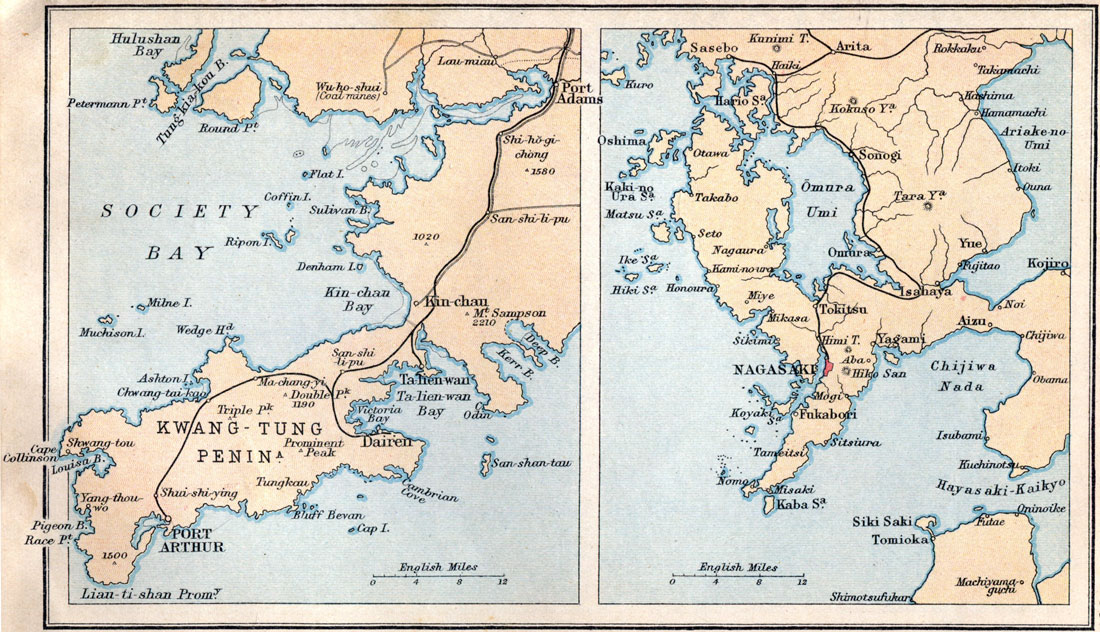 Hulushan
Bay
Petermann Pt.
Tungkia-kou B.
Round Pt.
Wu-ho-shui
(Coal mines)
Lau-miau
Port
Adams
Shi-hö-gi-
chöng
1580
Flat I.
Coffin I.
Sulivan B.
SOCIETY
BAY
Ripon I.
1020
San-shi-li-pu
Denham I.
Kin-chan
Bay
Kin-chan
Milne I.
Muchison I.
Wedge Hd.
Mt. Sampson
2210
Deep B.
Kerr B.
San-shi
li-pu
Ashton I.
Chwang-tai-kao
Ma-chang-yi
Double Pk.
1190
Ta-lien-wan
Ta-lien-wan
Bay
Odin
Triple Pk.
Victoria
Bay
KWANG-TUNG
PENINA.
Prominent
Peak
Dairen
Cape
Collinson
Shwang-tou
Louisa B.
San-shan-tau
Tungkau
Cambrian
Cove
Yang-thou-
wo
Shui-shi-ying
Bluff Bevan
Cap I.
Pigeon B.
Race Pt.
PORT
ARTHUR
1500
English Miles
0 4 8 12
Lian-ti-shan Promy.
Sasebo
Kunimi T.
Arita
Rokkaku
Haiki
Takamachi
Kuro
Hario Sa.
Kokuso Ya.
Kashima
Hamamachi
Ariake-no
Umi
Oshima
Otawa
Sonogi
Itoki
Ouna
Kaki-no
Ura Sa.
Matsu Sa.
Takabo
Ōmura
Umi
Tara Ya.
Seto
Nagaura
Omura
Yue
Fujitao
Kojiro
Ike Sa.
Hiki Sa.
Kami-noura
Honoura
Isahaya
Miye
Tokitsu
Noi
Mikasa
Aizu
Sikimi
Himi T.
Yagami
Chijiwa
NAGASAKI
Aba
Hiko San
Chijiwa
Nada
Obama
Mogi
Koyaki
Sa.
Fukabori
Sitsiura
Isubami
Tameitsi
Kuchinotsu
Nomo
Misaki
Kaba Sa.
Hayasaki-Kaikyo
Oninoike
Siki Saki
Futae
Tomioka
English Miles
0 4 8 12
Machiyama-
guchi
Shimotsufukar